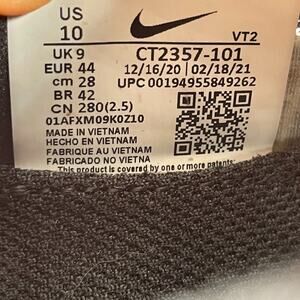 US
10
VT2
UK 9
CT2357-101
EUR 44
12/16/20 02/18/21
cm 28
UPC 00194955849262
BR 42
CN 280(2.5)
01AFXM09K0Z10
MADE IN VIETNAM
HECHO EN VIETNAM
FABRIQUE AU VIETNAM
FABRICADO NO VIETNA
This product is covered by one or more patents: